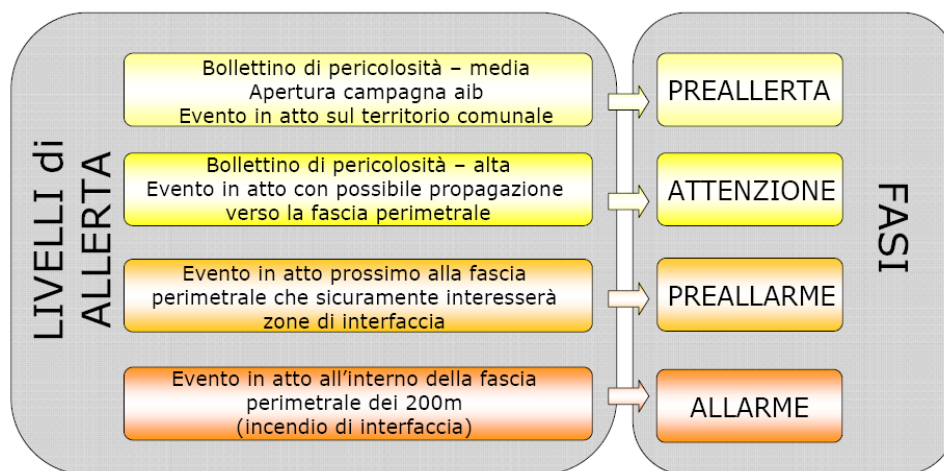 LIVELLI di
ALLERTA
Bollettino di pericolosità – media
Apertura campagna aib
Evento in atto sul territorio comunale
PREALLERTA
Bollettino di pericolosità – alta
Evento in atto con possibile propagazione
verso la fascia perimetrale
ATTENZIONE
Evento in atto prossimo alla fascia
perimetrale che sicuramente interesserà
zone di interfaccia
PREALLARME
Evento in atto all’interno della fascia
perimetrale dei 200m
(incendio di interfaccia)
ALLARME
FASI